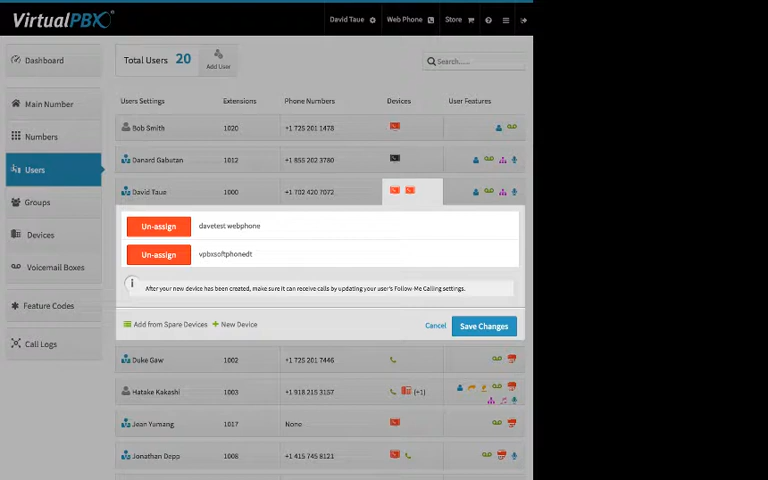 VirtualPBX
David Taue
Web Phone
Store
Dashboard
Total Users 20
Add User
Search.....
Main Number
Users Settings
Extensions
Phone Numbers
Devices
User Features
Bob Smith
1020
+1 725 201 1478
Numbers
Danard Gabutan
1012
+1 855 202 3780
Users
David Taue
1000
+1 702 420 7072
Groups
Un-assign
davetest webphone
Devices
Un-assign
vpbxsoftphonedt
Voicemail Boxes
After your new device has been created, make sure it can receive calls by updating your user's Follow-Me Calling settings.
Feature Codes
Add from Spare Devices
New Device
Cancel
Save Changes
Call Logs
Duke Gaw
1002
+1 725 201 7446
Hatake Kakashi
1003
+1 918 215 3157
(+1)
Jean Yumang
1017
None
Jonathan Depp
1008
+1 415 745 8121